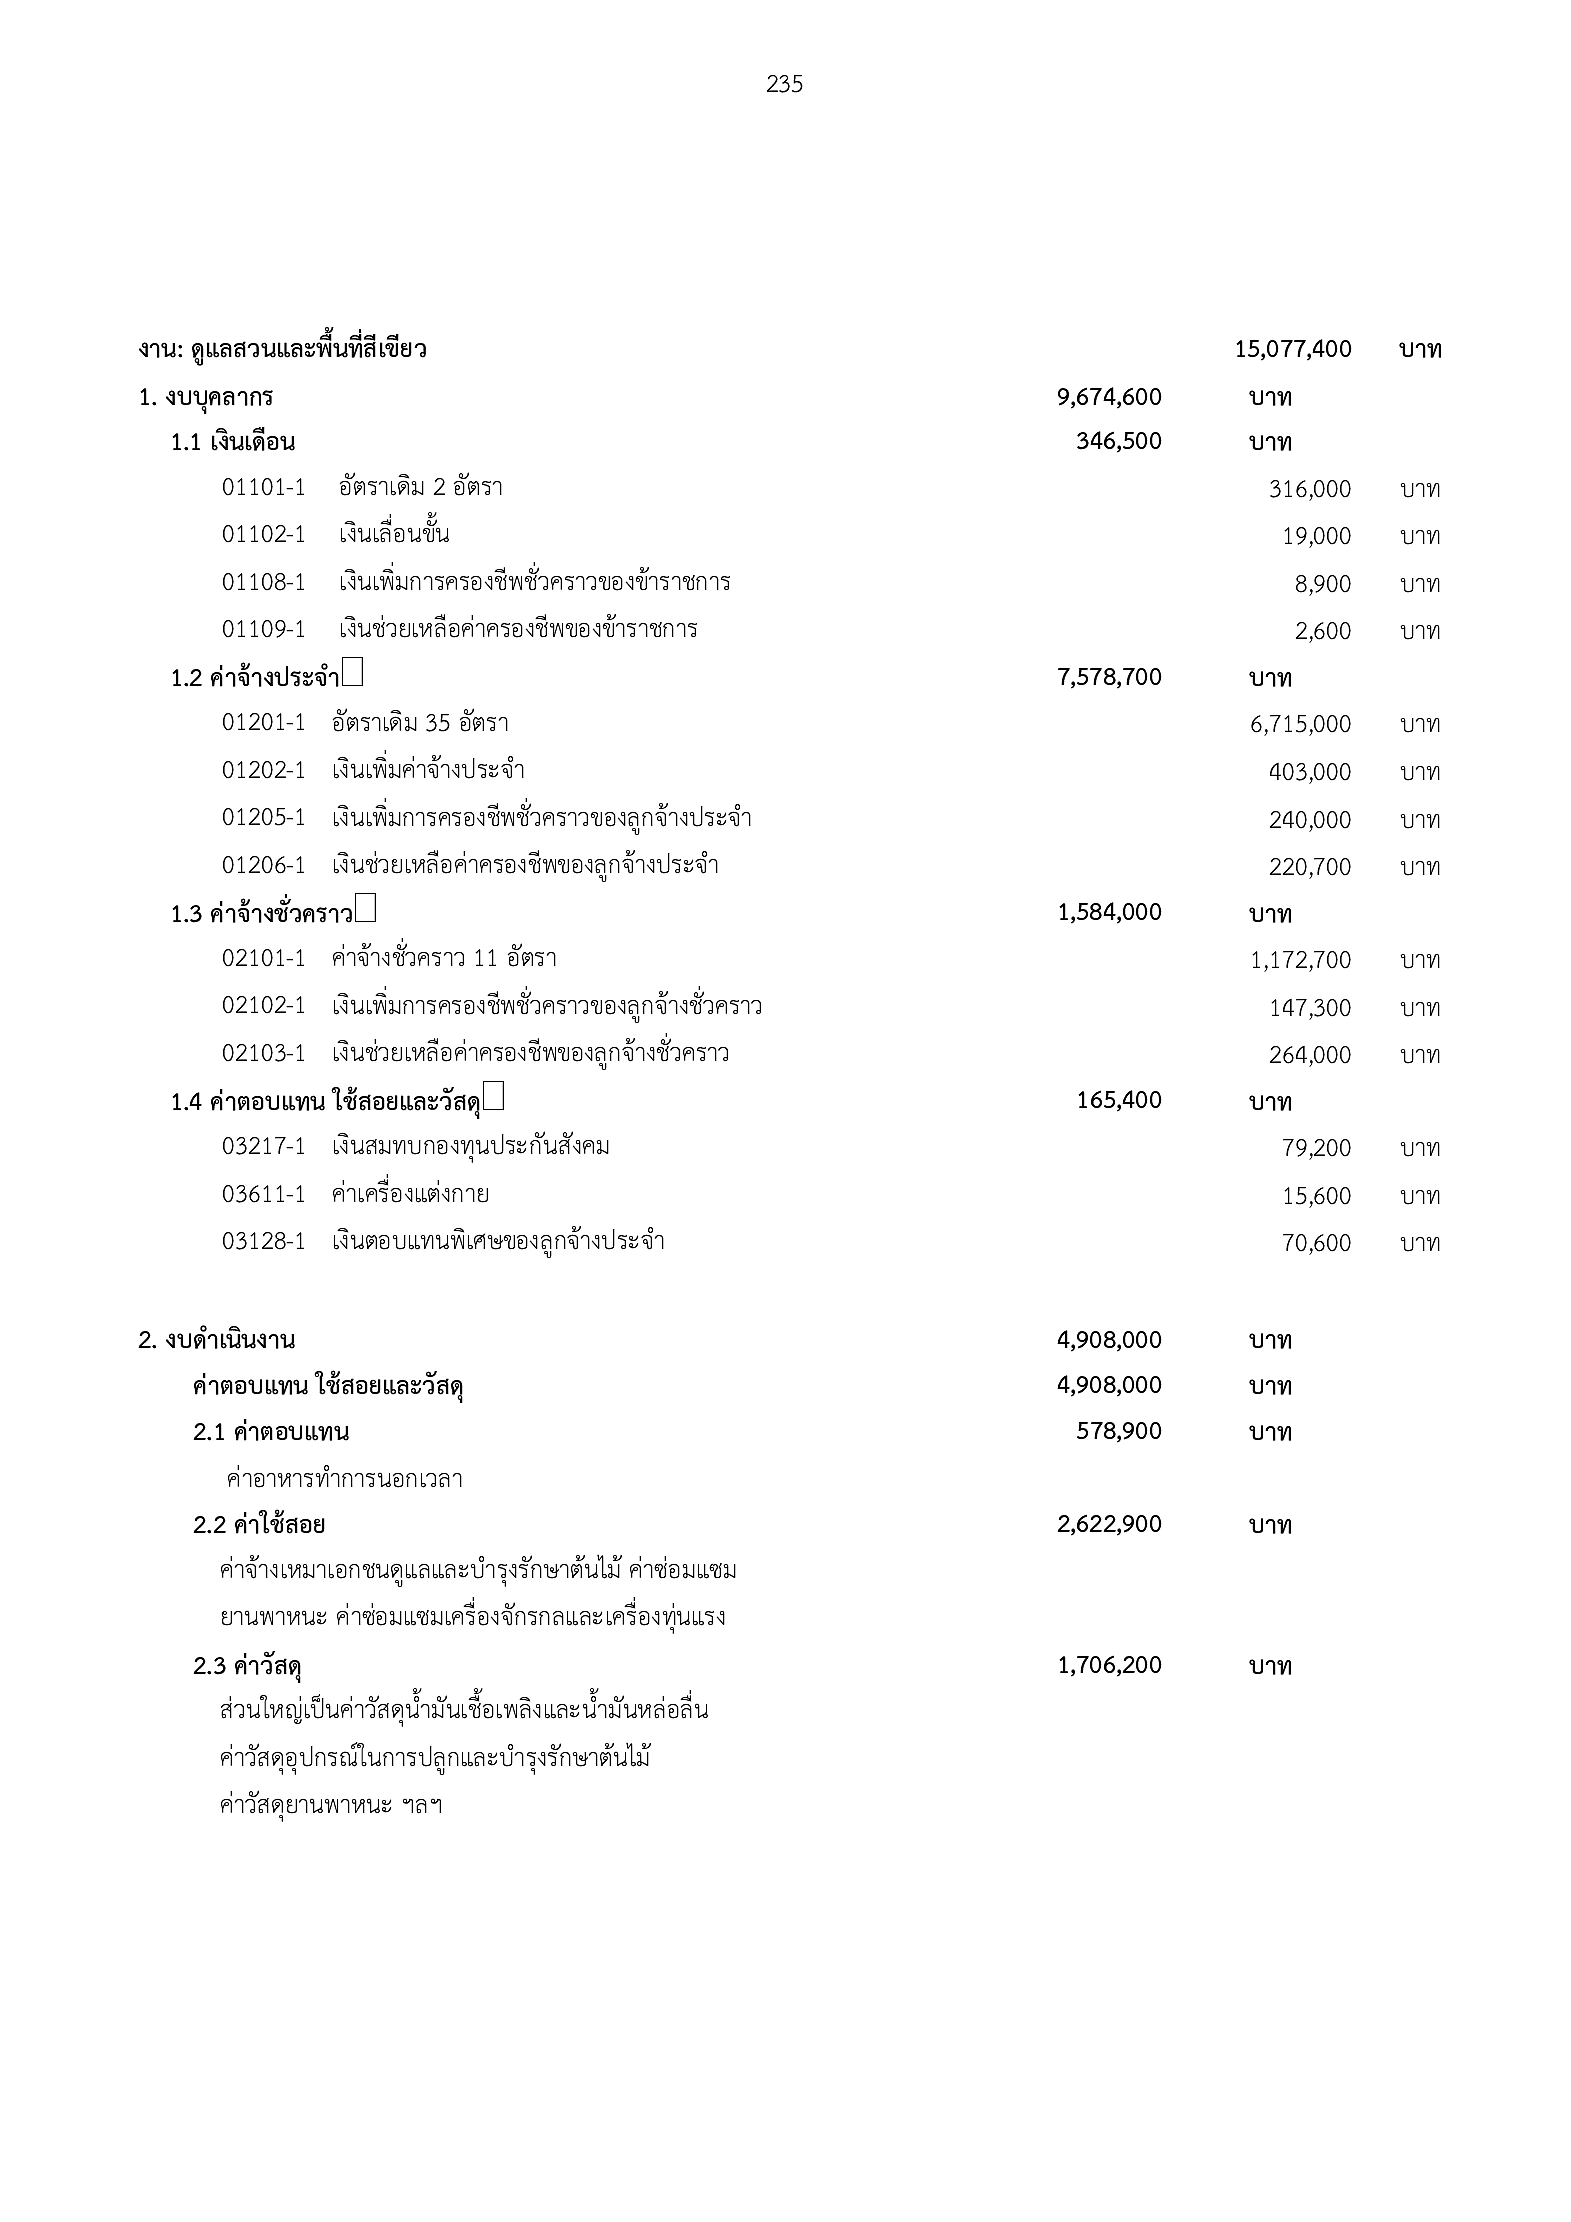 235
งาน: ดูแลสวนและพื้นที่สีเขียว 15,077,400 บาท
1. งบบุคลากร 9,674,600 บาท
1.1 เงินเดือน 346,500 บาท
01101-1 อัตราเดิม 2 อัตรา 316,000 บาท
01102-1 เงินเลื่อนขั้น 19,000 บาท
01108-1 เงินเพิ่มการครองชีพชั่วคราวของข้าราชการ 8,900 บาท
01109-1 เงินช่วยเหลือค่าครองชีพของข้าราชการ 2,600 บาท
1.2 ค่าจ้างประจำ 7,578,700 บาท
01201-1 อัตราเดิม 35 อัตรา 6,715,000 บาท
01202-1 เงินเพิ่มค่าจ้างประจำ 403,000 บาท
01205-1 เงินเพิ่มการครองชีพชั่วคราวของลูกจ้างประจำ 240,000 บาท
01206-1 เงินช่วยเหลือค่าครองชีพของลูกจ้างประจำ 220,700 บาท
1.3 ค่าจ้างชั่วคราว 1,584,000 บาท
02101-1 ค่าจ้างชั่วคราว 11 อัตรา 1,172,700 บาท
02102-1 เงินเพิ่มการครองชีพชั่วคราวของลูกจ้างชั่วคราว 147,300 บาท
02103-1 เงินช่วยเหลือค่าครองชีพของลูกจ้างชั่วคราว 264,000 บาท
1.4 ค่าตอบแทน ใช้สอยและวัสดุ 165,400 บาท
03217-1 เงินสมทบกองทุนประกันสังคม 79,200 บาท
03611-1 ค่าเครื่องแต่งกาย 15,600 บาท
03128-1 เงินตอบแทนพิเศษของลูกจ้างประจำ 70,600 บาท
2. งบดำเนินงาน 4,908,000 บาท
ค่าตอบแทน ใช้สอยและวัสดุ 4,908,000 บาท
2.1 ค่าตอบแทน 578,900 บาท
ค่าอาหารทำการนอกเวลา
2.2 ค่าใช้สอย 2,622,900 บาท
ค่าจ้างเหมาเอกชนดูแลและบำรุงรักษาต้นไม้ ค่าซ่อมแซม
ยานพาหนะ ค่าซ่อมแซมเครื่องจักรกลและเครื่องทุ่นแรง
2.3 ค่าวัสดุ 1,706,200 บาท
ส่วนใหญ่เป็นค่าวัสดุน้ำมันเชื้อเพลิงและน้ำมันหล่อลื่น
ค่าวัสดุอุปกรณ์ในการปลูกและบำรุงรักษาต้นไม้
ค่าวัสดุยานพาหนะ ฯลฯ